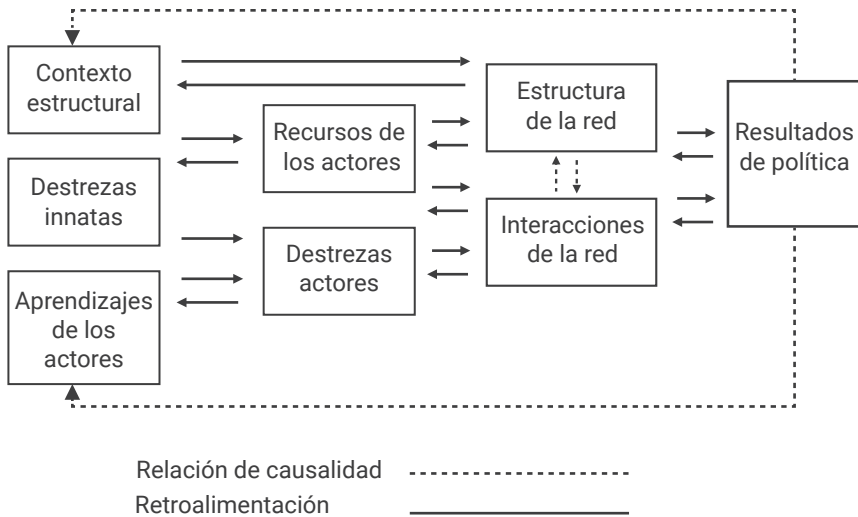 Contexto
estructural
Destrezas
innatas
Aprendizajes
de los
actores
Recursos de
los actores
Destrezas
actores
Estructura
de la red
Interacciones
de la red
Resultados
de política
Relación de causalidad
Retroalimentación